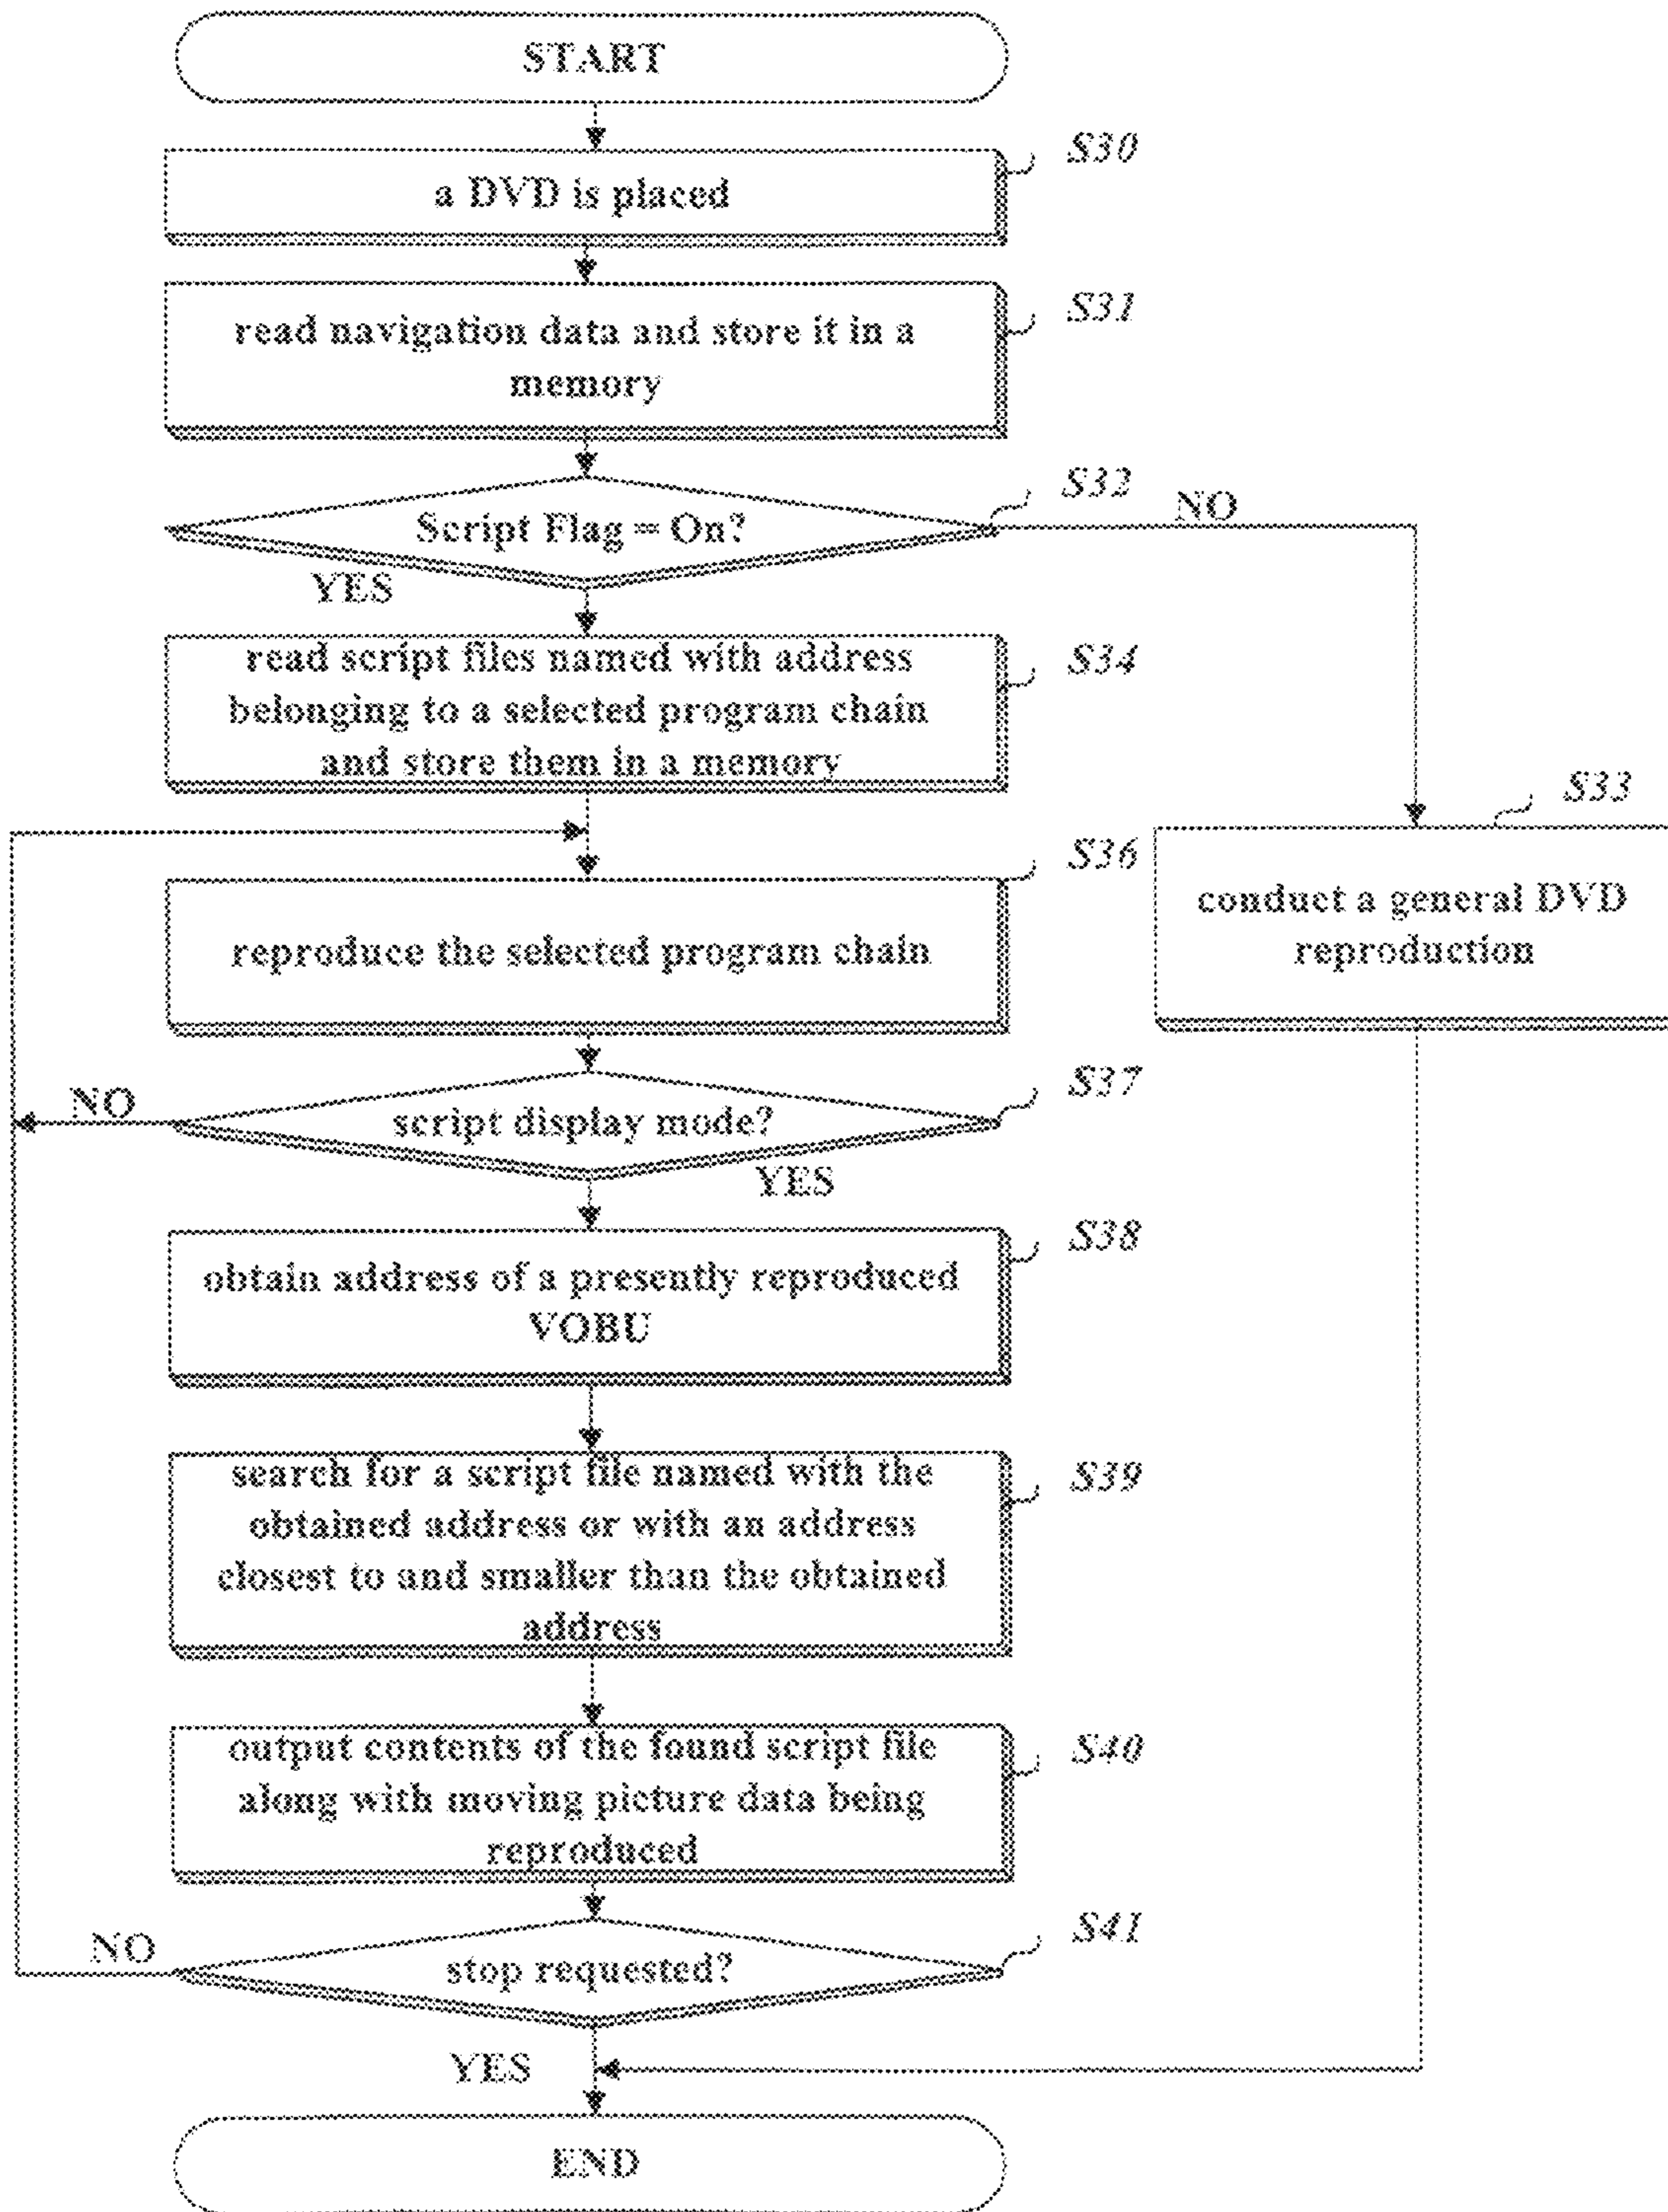 START
S30
a DVD is placed
S31
read navigation data and store it in a
memory
S32
Script Flag = On?
NO
YES
S34
read script files named with address
belonging to a selected program chain
and store them in a memory
S33
conduct a general DVD
reproduction
S36
reproduce the selected program chain
S37
NO
script display mode?
YES
S38
obtain address of a presently reproduced
VOBU
S39
search for a script file named with the
obtained address or with an address
closest to and smaller than the obtained
address
S40
output contents of the found script file
along with moving picture data being
reproduced
S41
NO
stop requested?
YES
END